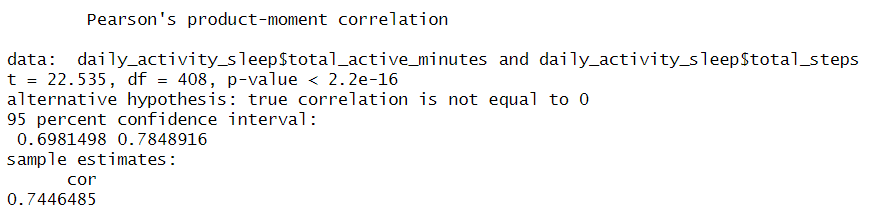 Pearson's product-moment correlation
data:  daily_activity_sleep$total_active_minutes and daily_activity_sleep$total_steps
t = 22.535, df = 408, p-value < 2.2e-16
alternative hypothesis: true correlation is not equal to 0
95 percent confidence interval:
 0.6981498 0.7848916
sample estimates:
      cor
0.7446485